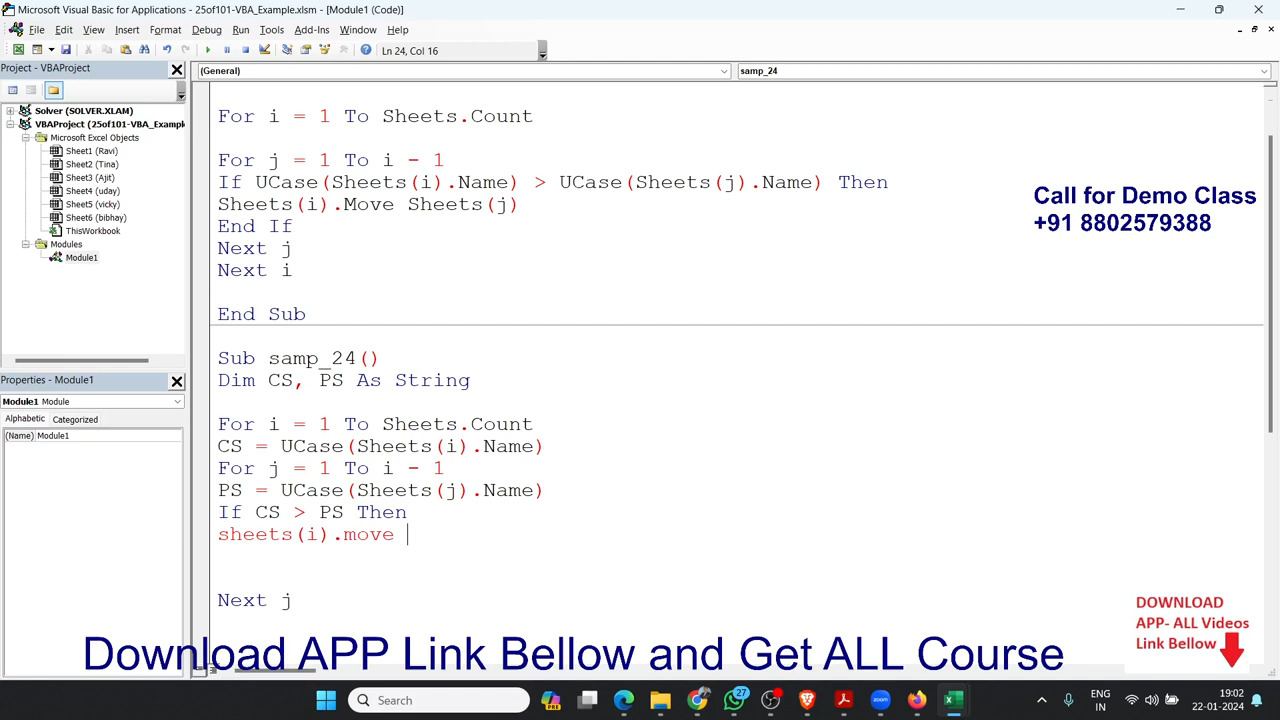 Microsoft Visual Basic for Applications - 25of101-VBA_Example.xlsm - [Module1 (Code)]
File Edit View Insert Format Debug Run Tools Add-Ins Window Help
Ln 24, Col 16
Project - VBAProject
(General)
samp_24
Solver (SOLVER.XLAM)
VBAProject (25of101-VBA_Example
Microsoft Excel Objects
Sheet1 (Ravi)
Sheet2 (Tina)
Sheet3 (Ajit)
Sheet4 (uday)
Sheet5 (vicky)
Sheet6 (bibhay)
ThisWorkbook
Modules
Module1
Properties - Module1
Module1 Module
Alphabetic Categorized
(Name) Module1
For i = 1 To Sheets.Count
For j = 1 To i - 1
If UCase(Sheets(i).Name) > UCase(Sheets(j).Name) Then
Sheets(i).Move Sheets(j)
End If
Next j
Next i
End Sub
Sub samp_24()
Dim CS, PS As String
For i = 1 To Sheets.Count
CS = UCase(Sheets(i).Name)
For j = 1 To i - 1
PS = UCase(Sheets(j).Name)
If CS > PS Then
sheets(i).move
Next j
Call for Demo Class
+91 8802579388
DOWNLOAD
APP- ALL Videos
Link Bellow
Download APP Link Bellow and Get ALL Course
Search
PRE
27
ENG
IN
19:02
22-01-2024